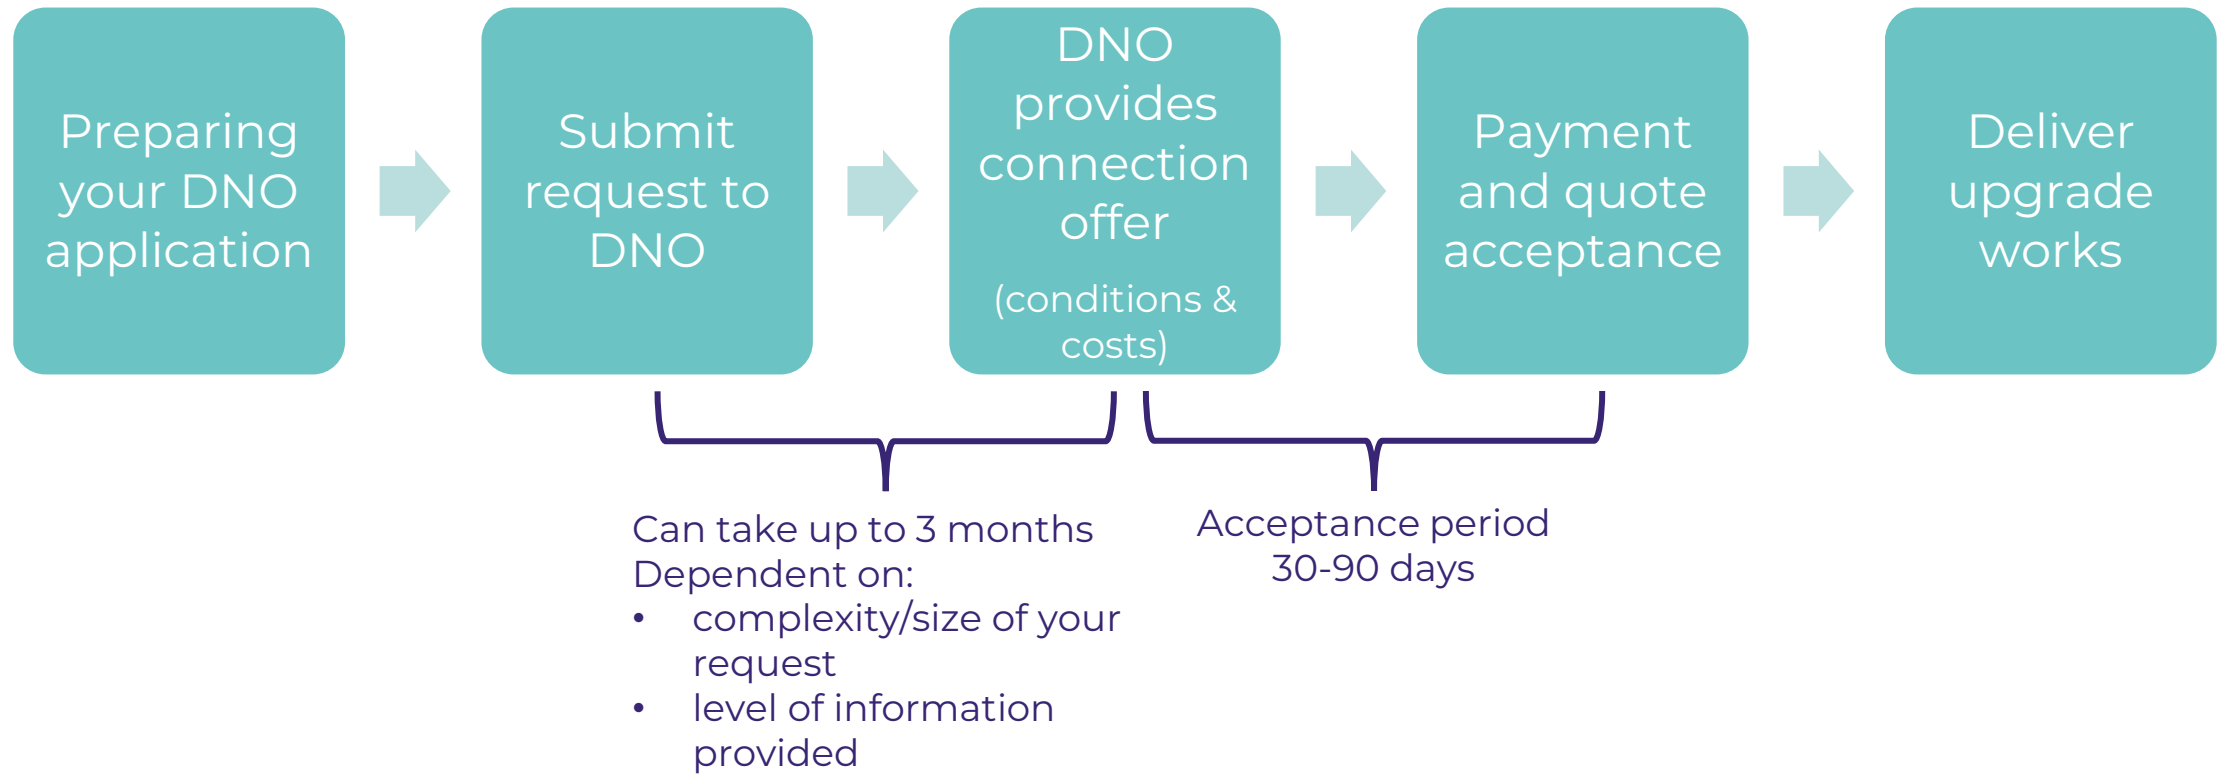 Preparing
your DNO
application
Submit
request to
DNO
DNO
provides
connection
offer
(conditions &
costs)
Payment
and quote
acceptance
Deliver
upgrade
works
Can take up to 3 months
Dependent on:
• complexity/size of your
request
• level of information
provided
Acceptance period
30-90 days